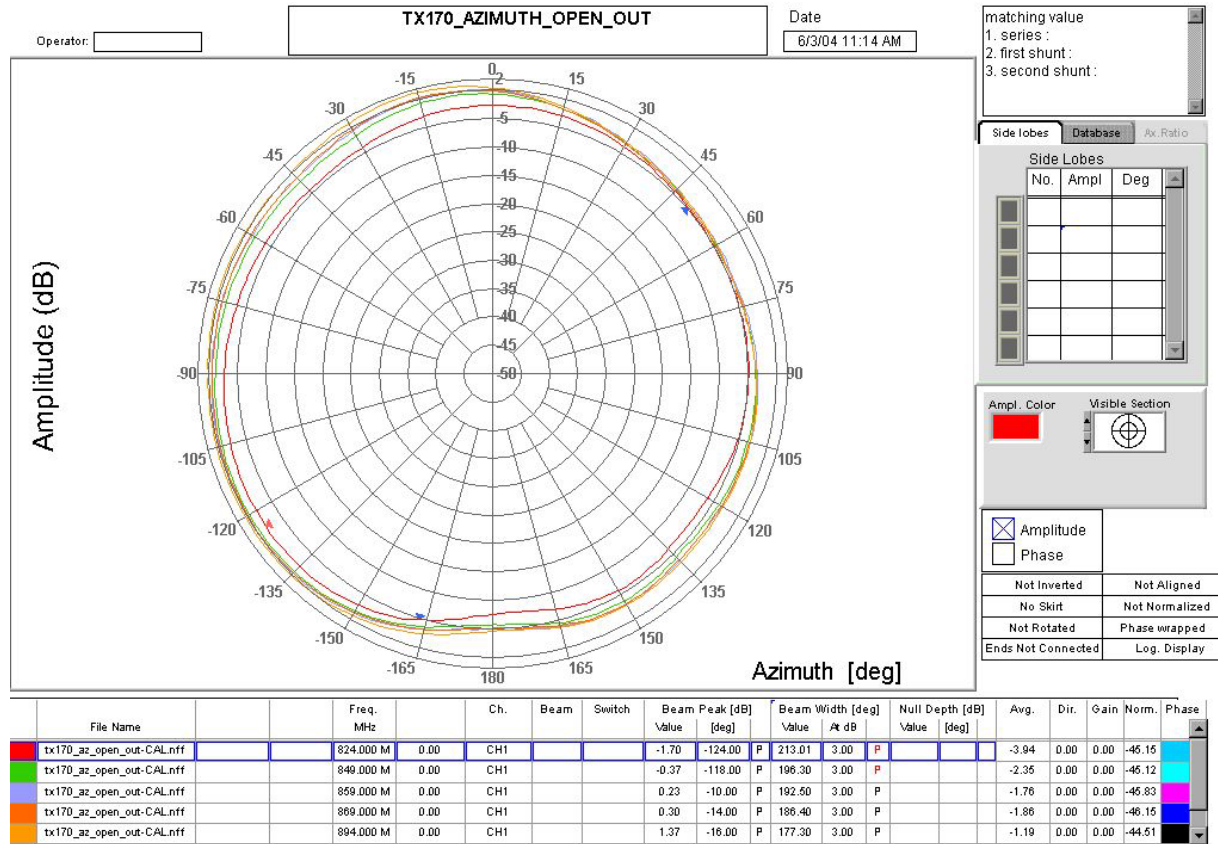 TX170_AZIMUTH_OPEN_OUT
Operator:
Date
6/3/04 11:14 AM
matching value
1. series :
2. first shunt :
3. second shunt :
Side lobes Database Ax.Ratio
Side Lobes
No. Ampl Deg
Ampl. Color Visible Section
Amplitude
Phase
Not Inverted Not Aligned
No Skirt Not Normalized
Not Rotated Phase wrapped
Ends Not Connected Log. Display
Amplitude (dB)
Azimuth [deg]
0
15
30
45
60
75
90
105
120
135
150
165
180
-165
-150
-135
-120
-105
-90
-75
-60
-45
-30
-15
2
-5
-10
-15
-20
-25
-30
-35
-40
-45
-50
File Name Freq. MHz Ch. Beam Switch Beam Peak [dB] Value [deg] Beam Width [deg] Value At dB Null Depth [dB] Value [deg] Avg. Dir. Gain Norm. Phase
tx170_az_open_out-CAL.nff 824.000 M 0.00 CH1 -1.70 -124.00 P 213.01 3.00 P -3.94 0.00 0.00 -45.15
tx170_az_open_out-CAL.nff 849.000 M 0.00 CH1 -0.37 -118.00 P 196.30 3.00 P -2.35 0.00 0.00 -45.12
tx170_az_open_out-CAL.nff 859.000 M 0.00 CH1 0.23 -10.00 P 192.50 3.00 P -1.76 0.00 0.00 -45.83
tx170_az_open_out-CAL.nff 869.000 M 0.00 CH1 0.30 -14.00 P 186.40 3.00 P -1.86 0.00 0.00 -46.15
tx170_az_open_out-CAL.nff 894.000 M 0.00 CH1 1.37 -16.00 P 177.30 3.00 P -1.19 0.00 0.00 -44.51